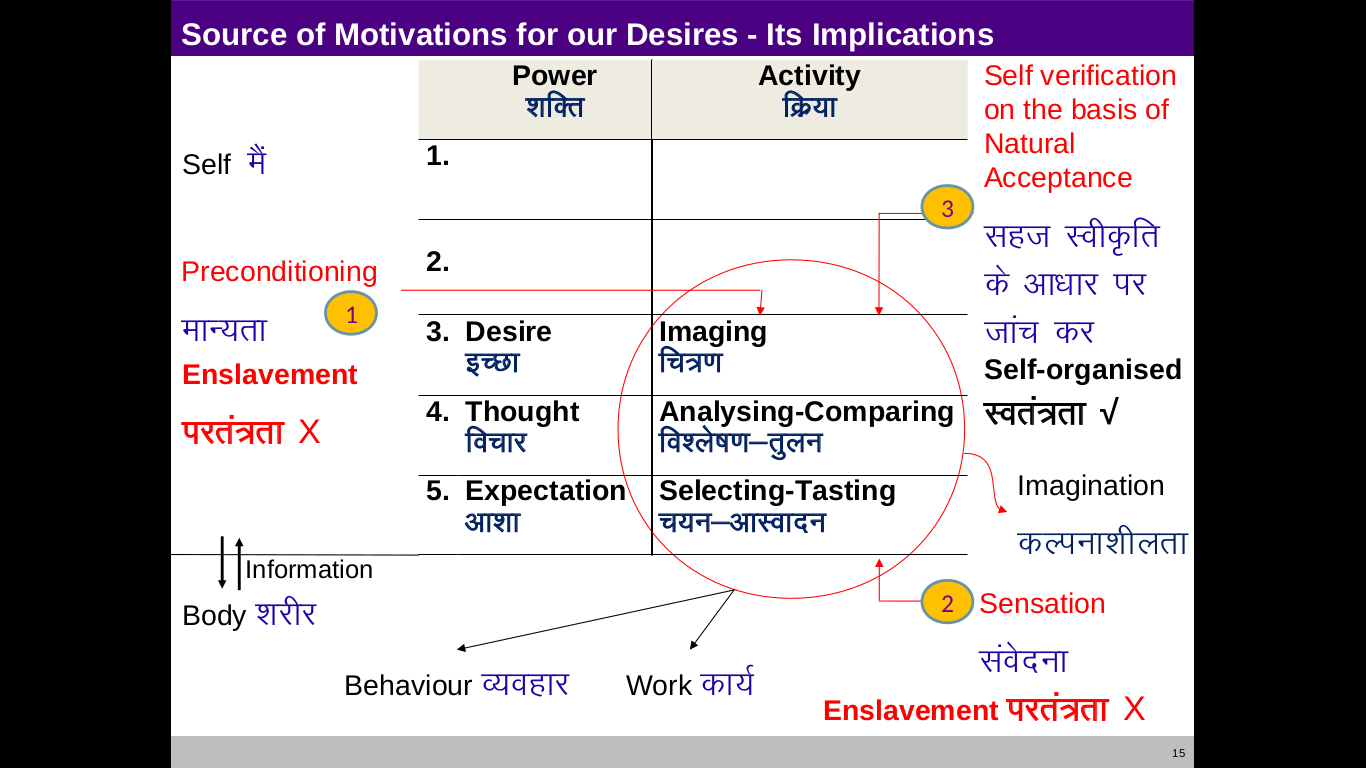 Source of Motivations for our Desires - Its Implications
Power
शक्ति
Activity
क्रिया
1.
2.
3. Desire
इच्छा
Imaging
चित्रण
4. Thought
विचार
Analysing-Comparing
विश्लेषण–तुलन
5. Expectation
आशा
Selecting-Tasting
चयन–आस्वादन
Self मैं
Preconditioning
मान्यता
1
Enslavement
परतंत्रता X
Information
Body शरीर
Self verification
on the basis of
Natural
Acceptance
3
सहज स्वीकृति
के आधार पर
जांच कर
Self-organised
स्वतंत्रता √
Imagination
कल्पनाशीलता
2
Sensation
संवेदना
Behaviour व्यवहार
Work कार्य
Enslavement परतंत्रता X
15